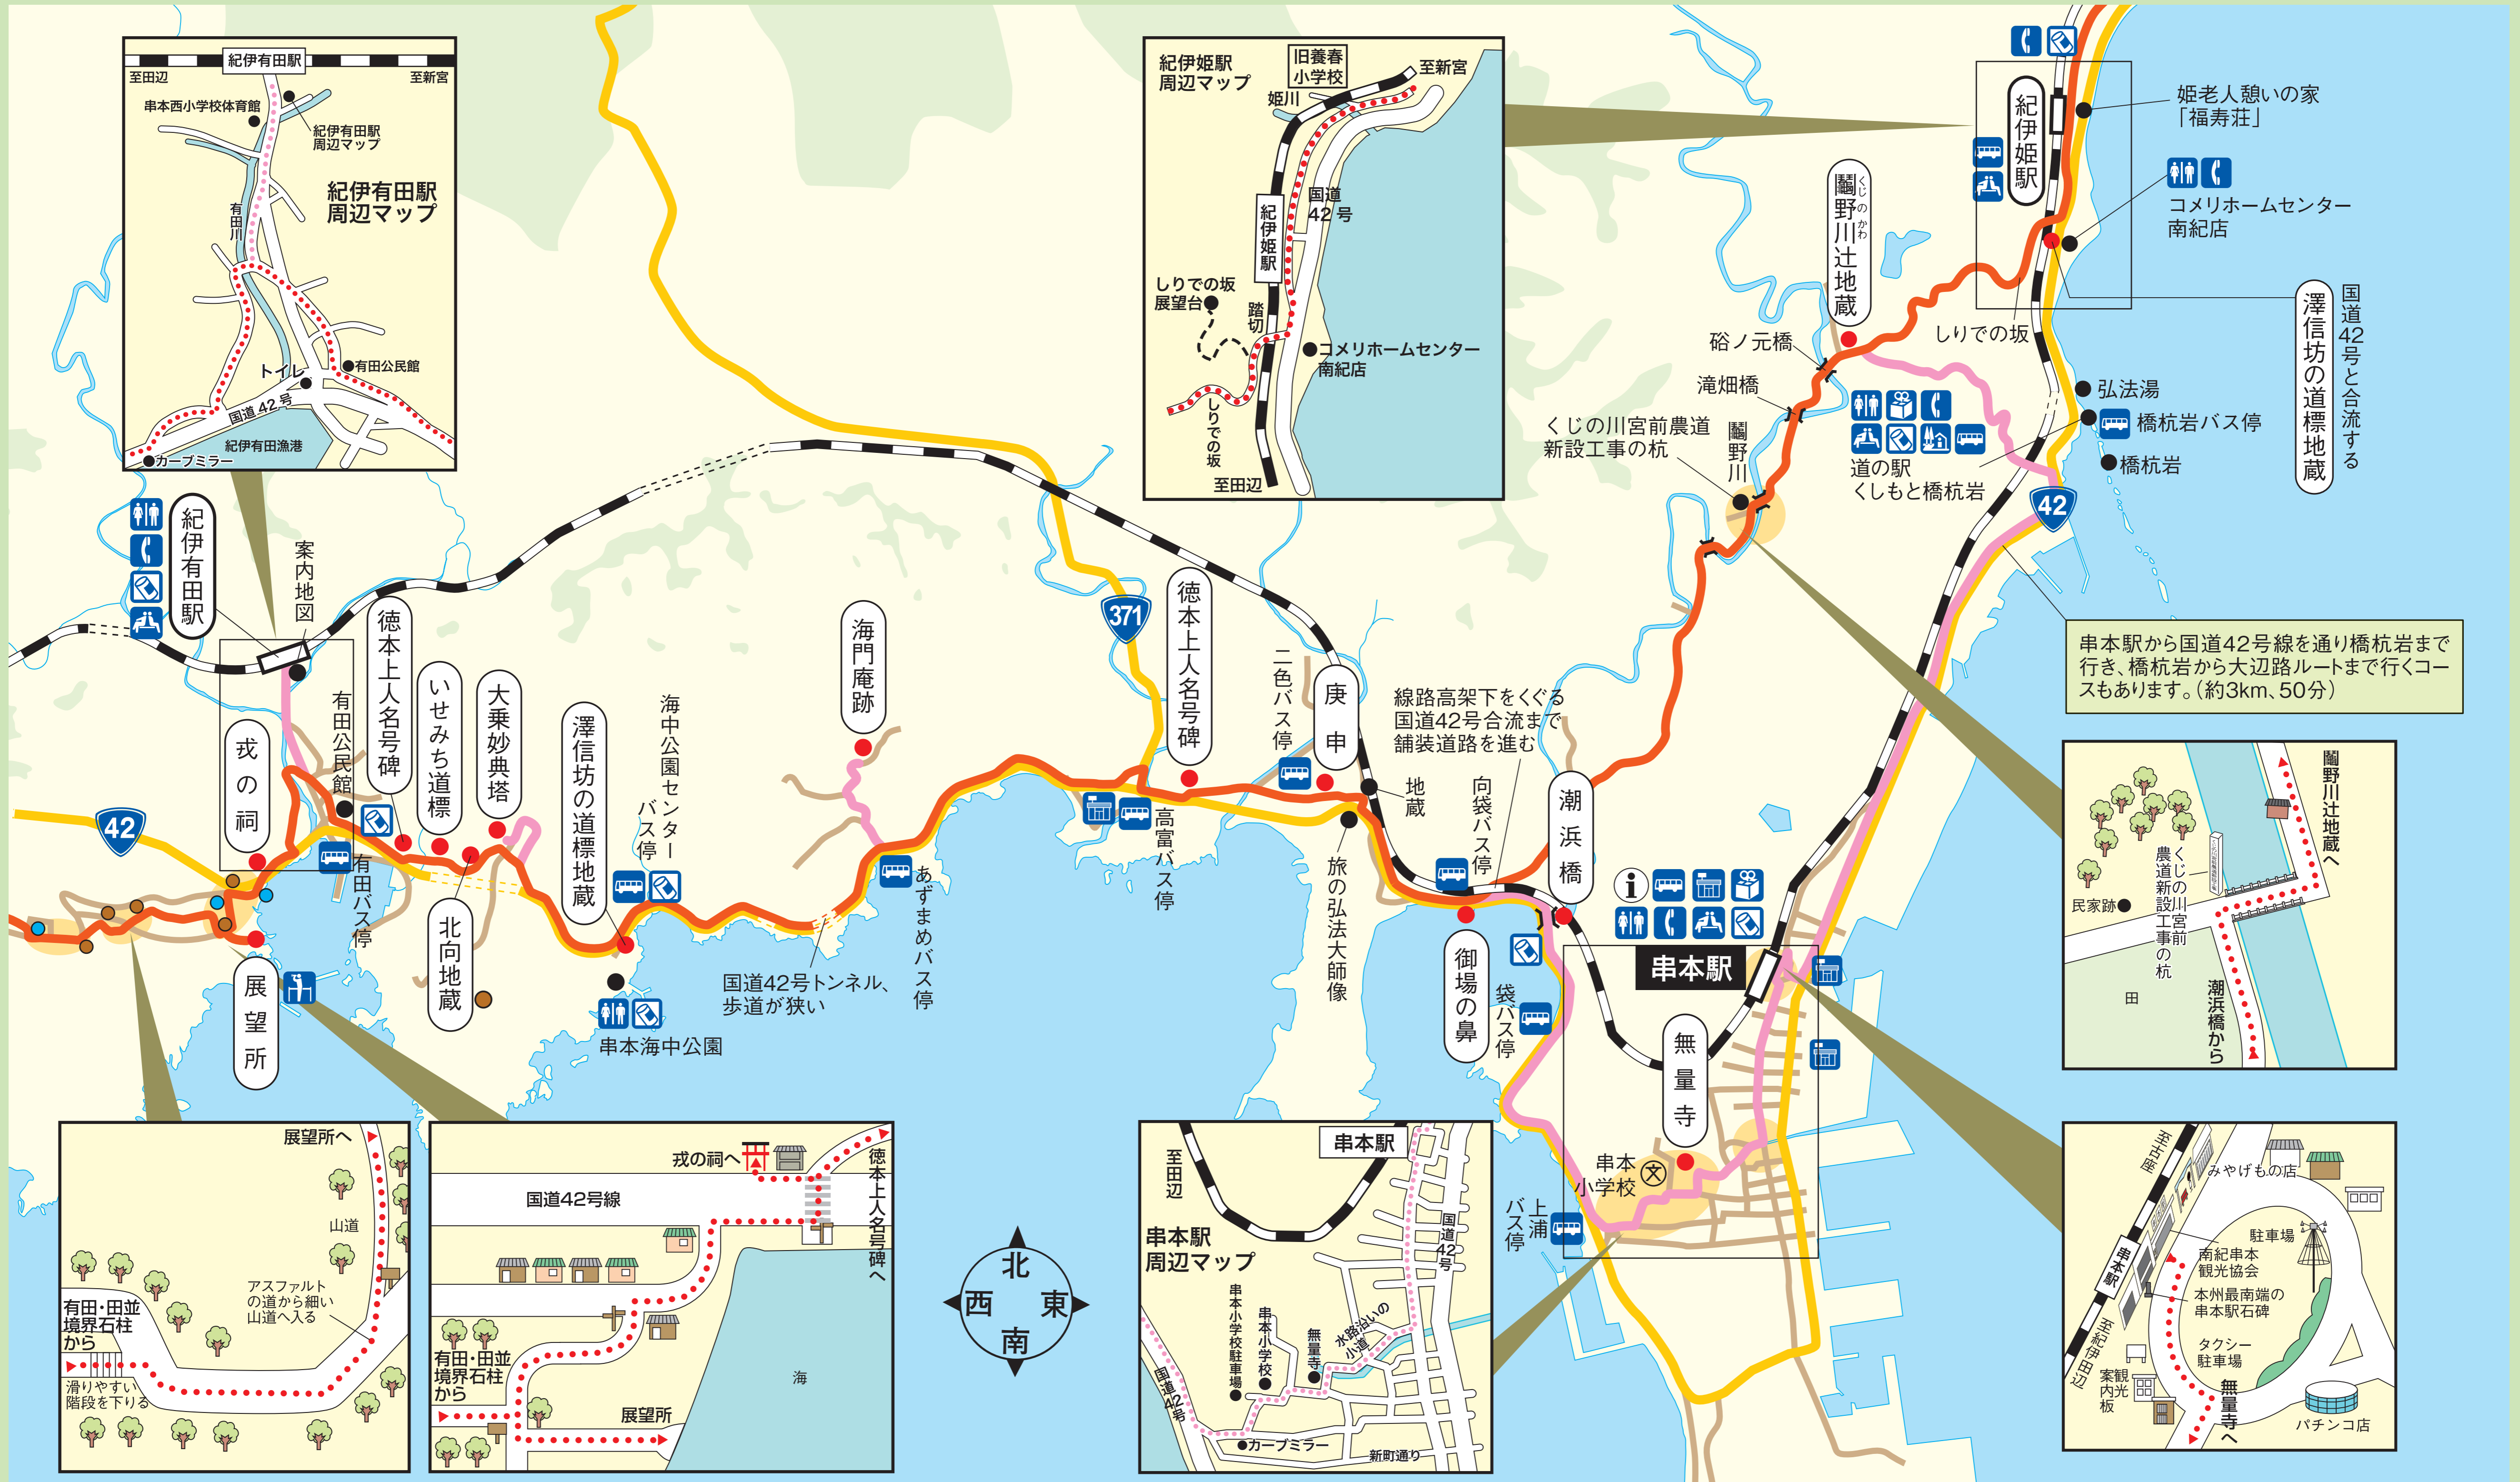 紀伊有田駅
至田辺
至新宮
串本西小学校体育館
紀伊有田駅
周辺マップ
紀伊有田駅
周辺マップ
有田川
トイレ
有田公民館
国道42号
紀伊有田漁港
カーブミラー
紀伊姫駅
周辺マップ
旧養春
小学校
至新宮
姫川
国道
42号
紀伊姫駅
しりでの坂
展望台
踏切
コメリホームセンター
南紀店
しりでの坂
至田辺
紀伊姫駅
姫老人憩いの家
「福寿荘」
コメリホームセンター
南紀店
国道42号と合流する
澤信坊の道標地蔵
しりでの坂
鬮野川辻地蔵
くじのかわ
硲ノ元橋
滝畑橋
くじの川宮前農道
新設工事の杭
鬮野川
道の駅
くしもと橋杭岩
弘法湯
橋杭岩バス停
橋杭岩
42
串本駅から国道42号線を通り橋杭岩まで
行き、橋杭岩から大辺路ルートまで行くコー
スもあります。(約3km、50分)
紀伊有田駅
案内地図
有田公民館
徳本上人名号碑
いせみち道標
大乗妙典塔
戎の祠
42
有田バス停
北向地蔵
展望所
澤信坊の道標地蔵
海中公園センター
バス停
串本海中公園
海門庵跡
国道42号トンネル、
歩道が狭い
あずまめバス停
371
徳本上人名号碑
高富バス停
二色バス停
庚申
地蔵
旅の弘法大師像
線路高架下をくぐる
国道42号合流まで
舗装道路を進む
向袋バス停
潮浜橋
御場の鼻
袋バス停
i
串本駅
無量寺
串本
小学校
文
上浦
バス停
鬮野川辻地蔵へ
くじの川宮前
農道新設工事の杭
民家跡
田
潮浜橋から
展望所へ
山道
アスファルト
の道から細い
山道へ入る
有田・田並
境界石柱
から
滑りやすい
階段を下りる
戎の祠へ
国道42号線
徳本上人名号碑へ
有田・田並
境界石柱
から
海
展望所
北
西
東
南
串本駅
至田辺
串本駅
周辺マップ
国道42号
串本小学校駐車場
串本小学校
無量寺
水路沿いの
小道
国道42号
カーブミラー
新町通り
至古座
みやげもの店
駐車場
串本駅
南紀串本
観光協会
本州最南端の
串本駅石碑
至紀伊田辺
タクシー
駐車場
観光
案内板
無量寺へ
パチンコ店